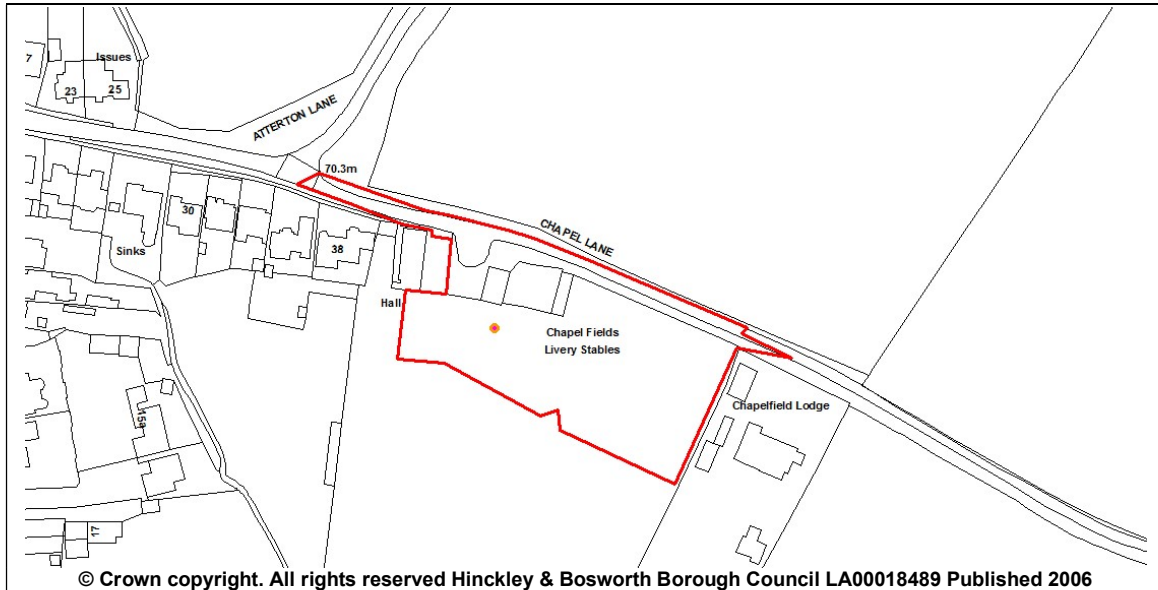 7
Issues
23
25
ATTERTON LANE
70.3m
CHAPEL LANE
30
38
Sinks
Hall
Chapel Fields
Livery Stables
Chapelfield Lodge
15a
17
© Crown copyright. All rights reserved Hinckley & Bosworth Borough Council LA00018489 Published 2006